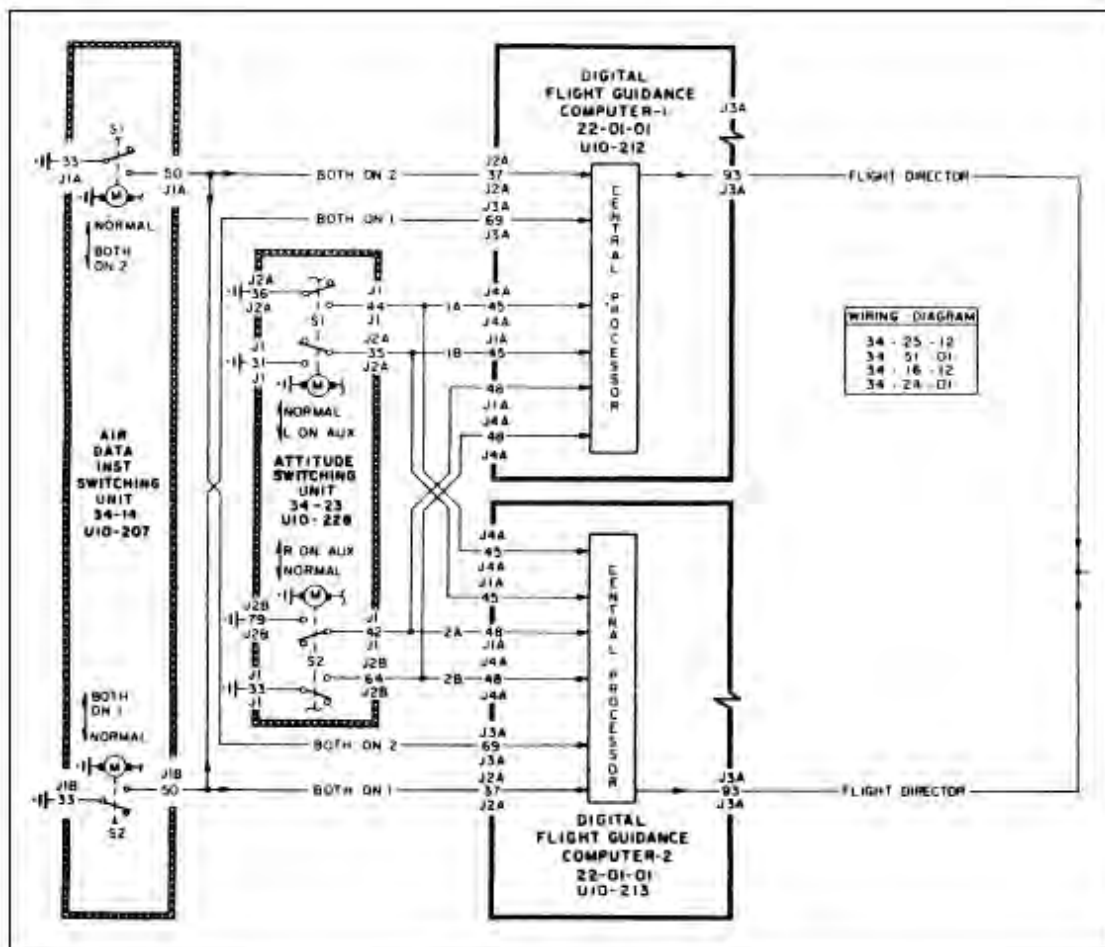 S1
33
J1A
50
J1A
M
NORMAL
BOTH
ON 2
AIR
DATA
INST
SWITCHING
UNIT
34-14
U10-207
BOTH
ON 1
NORMAL
M
J1B
33
J1B
50
S2
J2A
36
J2A
J1
44
J1
S1
J1
31
J1
J2A
35
J2A
M
NORMAL
L ON AUX
ATTITUDE
SWITCHING
UNIT
34-23
U10-228
R ON AUX
NORMAL
M
J2B
79
J2B
J1
42
J1
S2
J2B
64
J2B
J1
33
J1
BOTH ON 2
BOTH ON 1
1A
1B
2A
2B
BOTH ON 2
BOTH ON 1
DIGITAL
FLIGHT GUIDANCE
COMPUTER-1
22-01-01
U10-212
J2A
37
J2A
J3A
69
J3A
J4A
45
J4A
J1A
45
48
J1A
J4A
48
J4A
CENTRAL PROCESSOR
J3A
93
J3A
FLIGHT DIRECTOR
WIRING DIAGRAM
34-25-12
34 51 01
34-16-12
34-24-01
J4A
45
J4A
J1A
45
48
J1A
J4A
48
J4A
J3A
69
J3A
J2A
37
J2A
CENTRAL PROCESSOR
J3A
93
J3A
FLIGHT DIRECTOR
DIGITAL
FLIGHT GUIDANCE
COMPUTER-2
22-01-01
U10-213